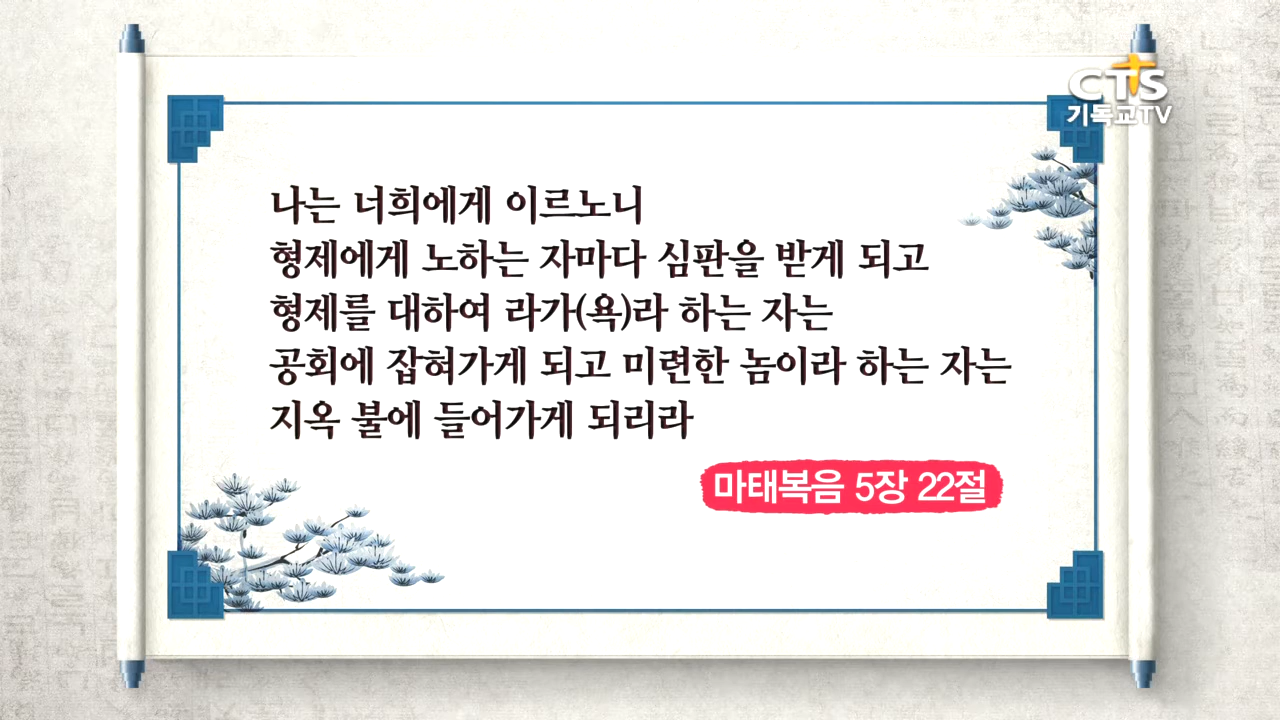 CTS
기독교TV
나는 너희에게 이르노니
형제에게 노하는 자마다 심판을 받게 되고
형제를 대하여 라가(욕)라 하는 자는
공회에 잡혀가게 되고 미련한 놈이라 하는 자는
지옥 불에 들어가게 되리라
마태복음 5장 22절